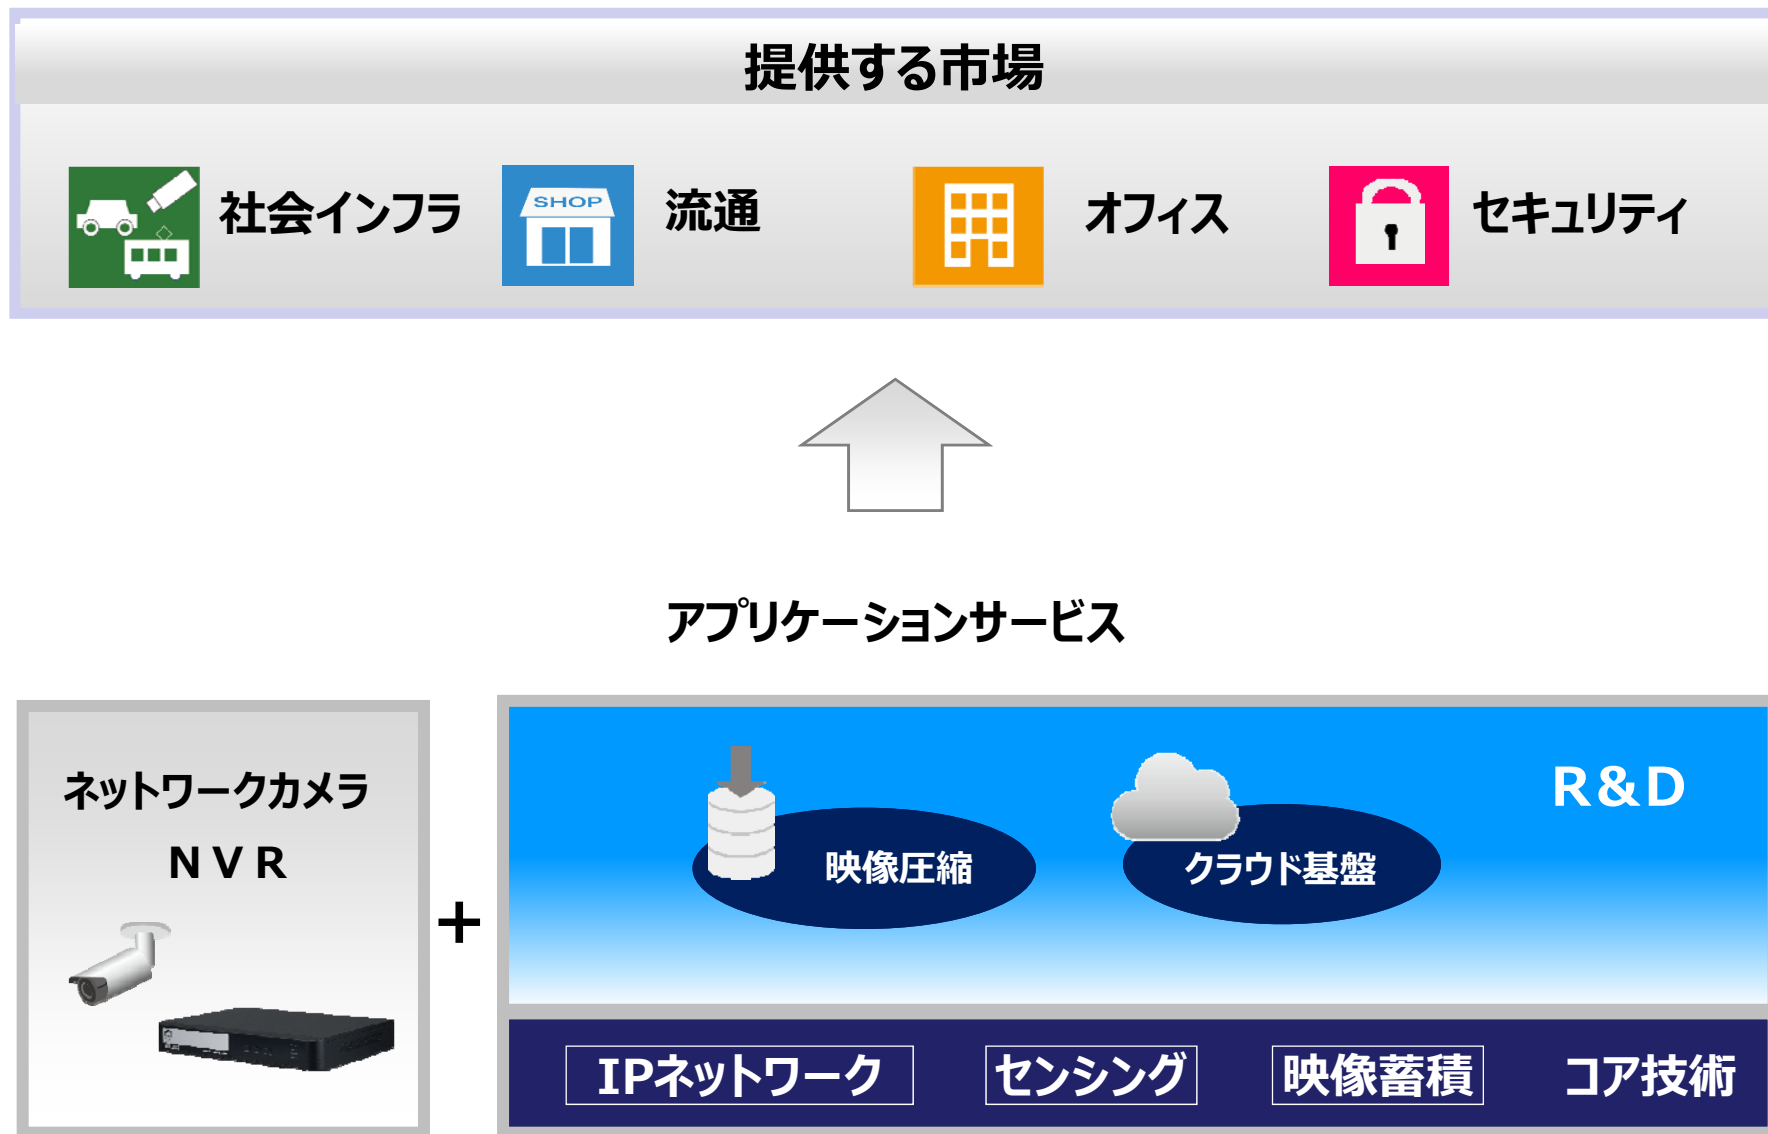 提供する市場
社会インフラ
SHOP
流通
オフィス
セキュリティ
アプリケーションサービス
ネットワークカメラ
NVR
+
映像圧縮
クラウド基盤
R&D
IPネットワーク
センシング
映像蓄積
コア技術